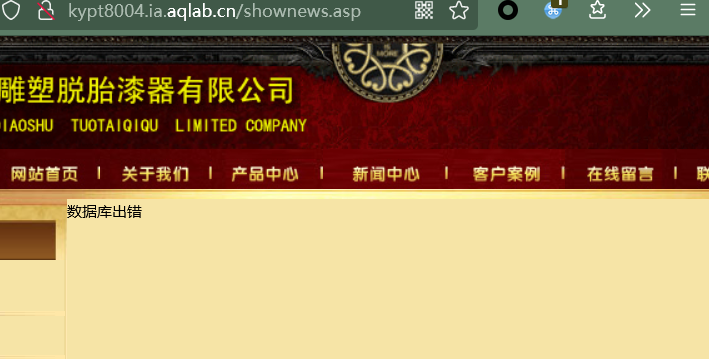 kypt8004.ia.aqlab.cn/shownews.asp
IS
MORE
雕塑脱胎漆器有限公司
DIAOSHU TUOTAIQIQU LIMITED COMPANY
网站首页 | 关于我们 | 产品中心 | 新闻中心 | 客户案例 | 在线留言 | 联
数据库出错